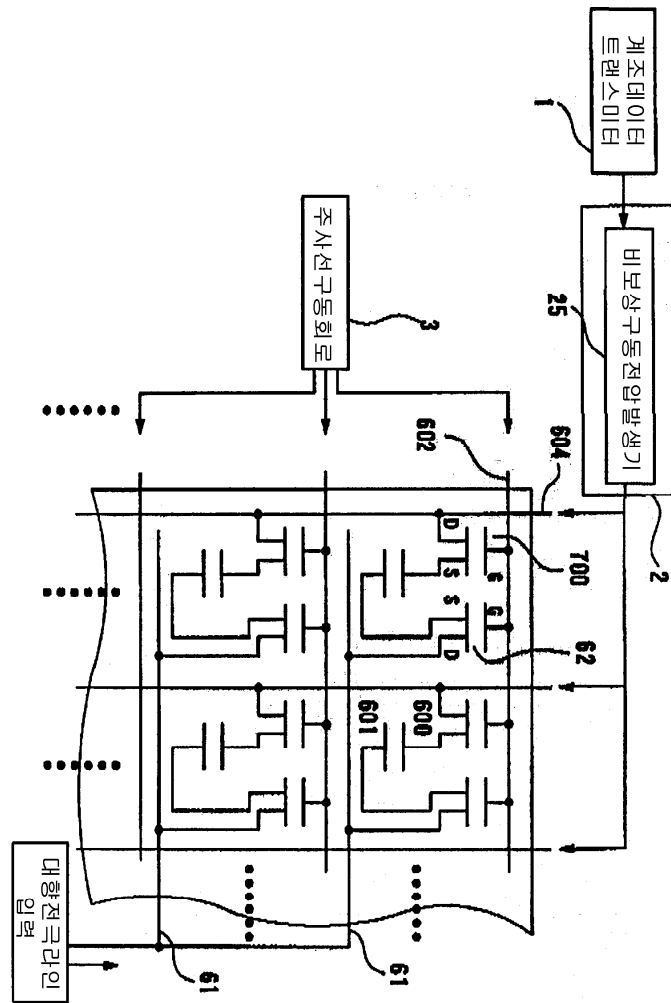 계조데이터
트랜스미터
1
비보상구동전압발생기
25
2
주사선구동회로
3
602
604
700
D
S
G
S
G
D
62
600
601
61
61
대향전극라인
입력